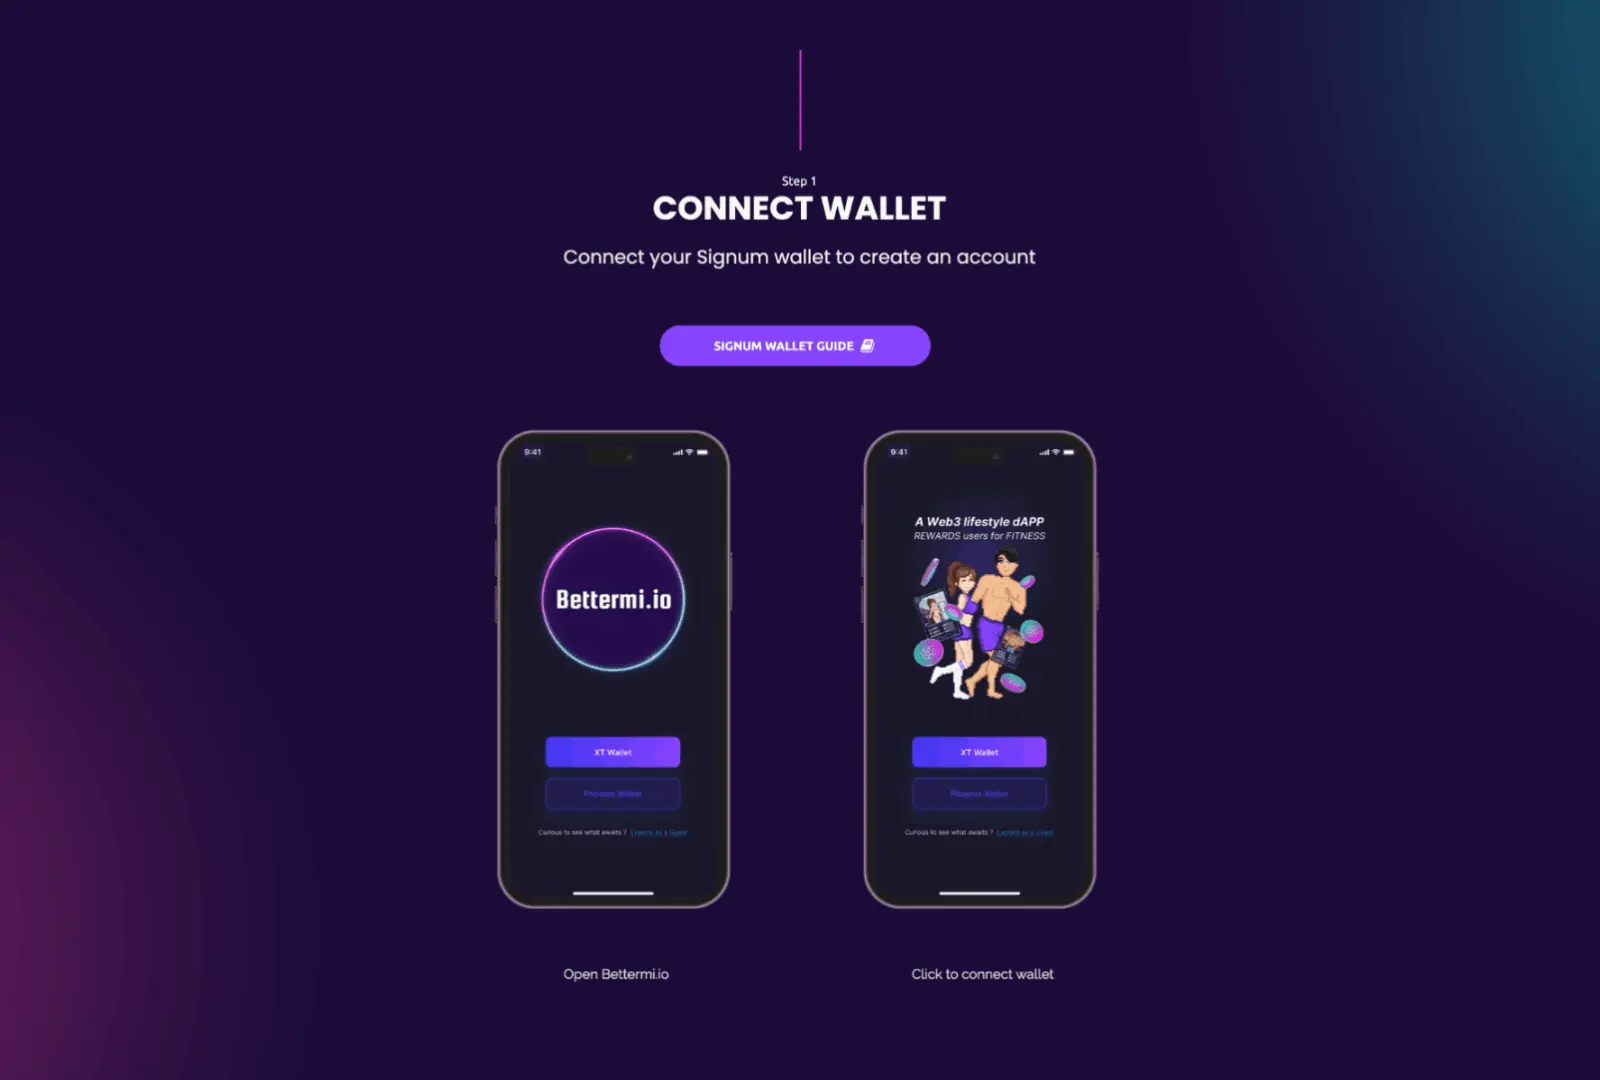 Step 1
CONNECT WALLET
Connect your Signum wallet to create an account
SIGNUM WALLET GUIDE
9:41
Bettermi.io
XT Wallet
Phoenix Wallet
Curious to see what awaits ? Explore as a Guest
Open Bettermi.io
9:41
A Web3 lifestyle dAPP
REWARDS users for FITNESS
XT Wallet
Phoenix Wallet
Curious to see what awaits ? Explore as a Guest
Click to connect wallet